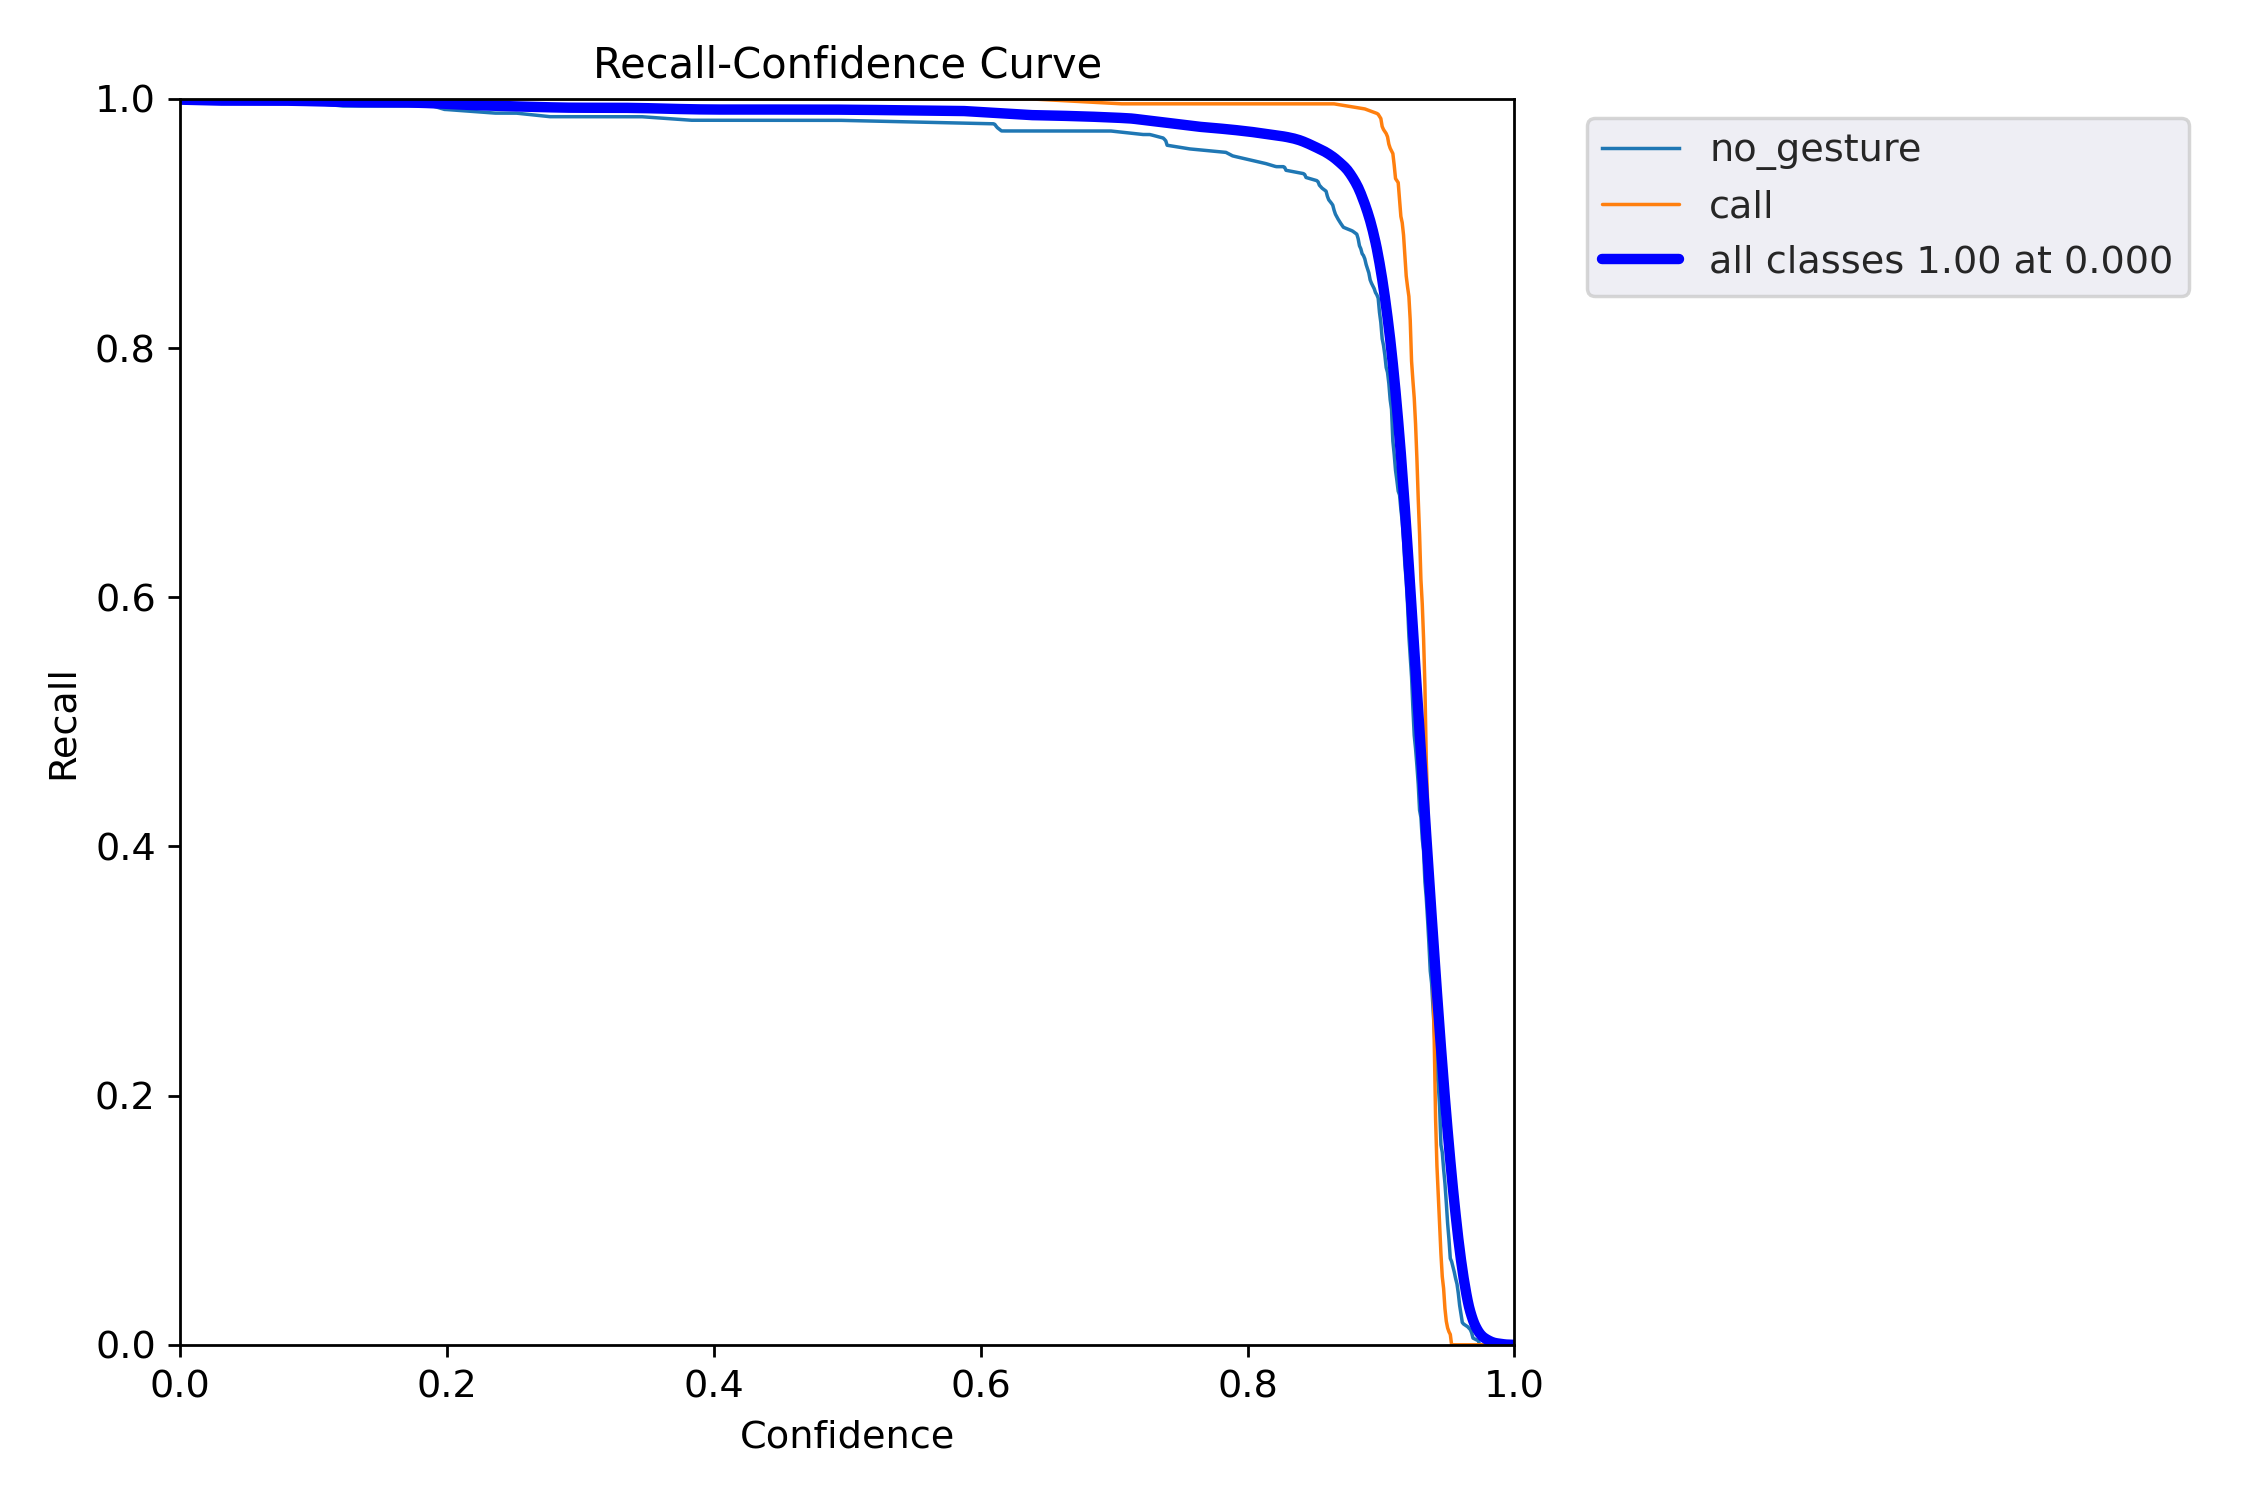 Recall-Confidence Curve
1.0
0.8
0.6
0.4
0.2
0.0
Recall
0.0 0.2 0.4 0.6 0.8 1.0
Confidence
no_gesture
call
all classes 1.00 at 0.000